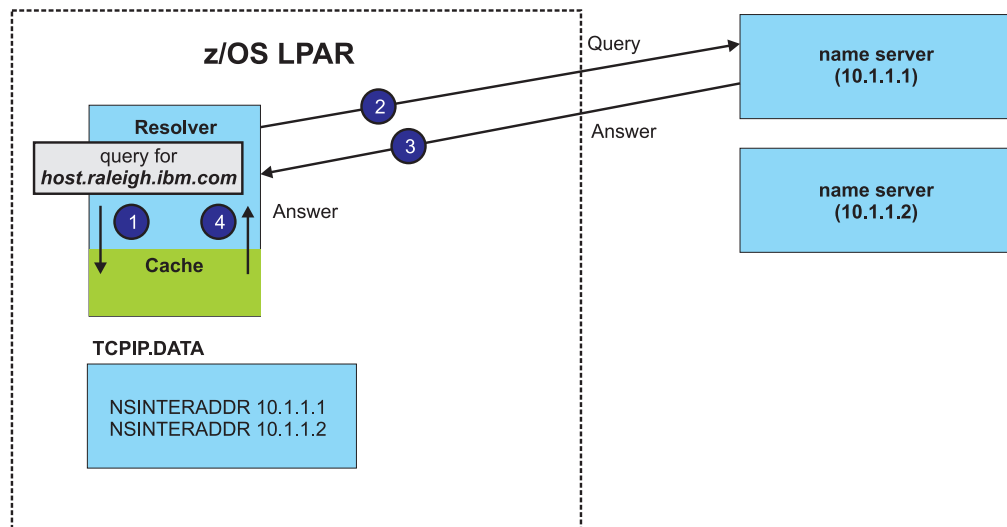 z/OS LPAR
Query
name server
(10.1.1.1)
2
Resolver
3
Answer
query for
host.raleigh.ibm.com
name server
(10.1.1.2)
1
4
Answer
Cache
TCPIP.DATA
NSINTERADDR 10.1.1.1
NSINTERADDR 10.1.1.2